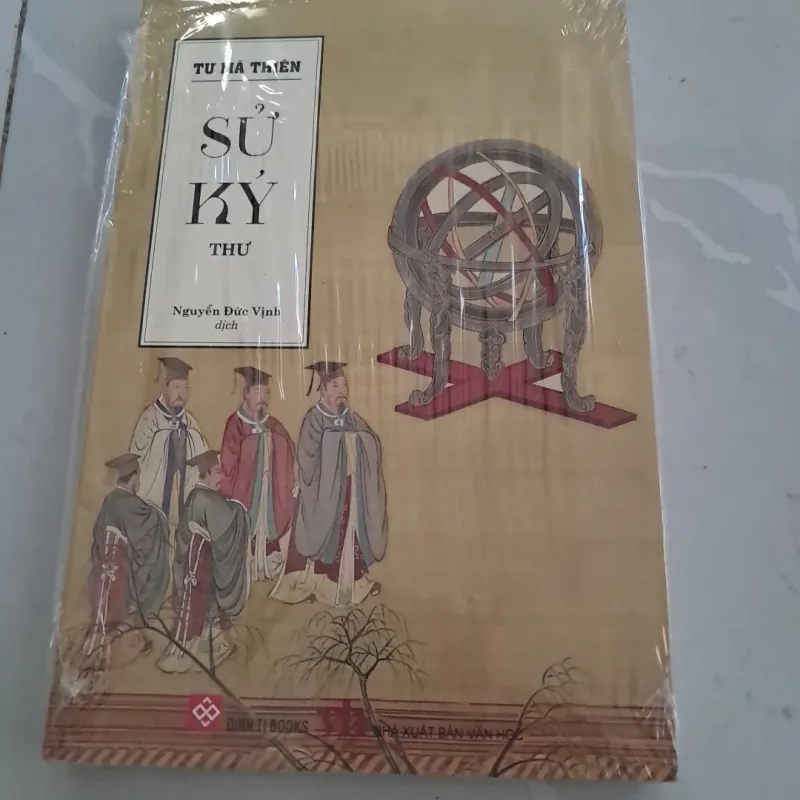 TƯ MÃ THIÊN
SỬ
KÝ
THƯ
Nguyễn Đức Vịnh
dịch
ĐINH TỊ BOOKS
NHÀ XUẤT BẢN VĂN HỌC